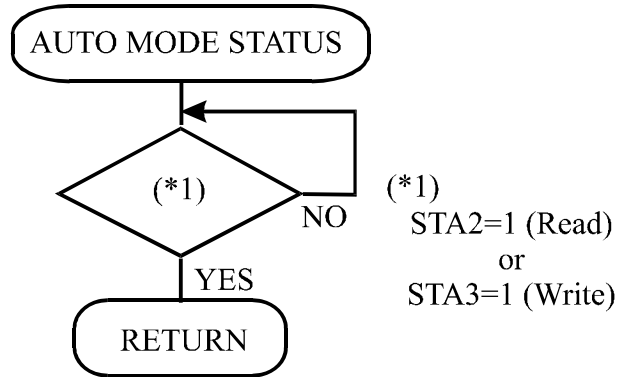 AUTO MODE STATUS
(*1)
NO
YES
RETURN
(*1)
STA2=1 (Read)
or
STA3=1 (Write)